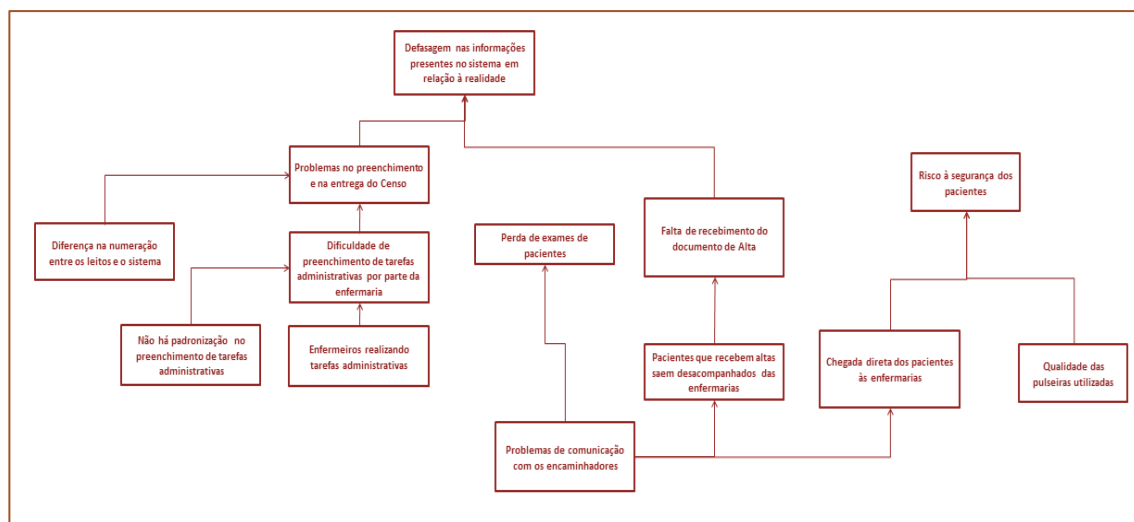 Defasagem nas informações
presentes no sistema em
relação à realidade
Problemas no preenchimento
e na entrega do Censo
Risco à segurança dos
pacientes
Diferença na numeração
entre os leitos e o sistema
Dificuldade de
preenchimento de tarefas
administrativas por parte da
enfermaria
Perda de exames de
pacientes
Falta de recebimento do
documento de Alta
Não há padronização no
preenchimento de tarefas
administrativas
Enfermeiros realizando
tarefas administrativas
Pacientes que recebem altas
saem desacompanhados das
enfermarias
Chegada direta dos pacientes
às enfermarias
Qualidade das
pulseiras utilizadas
Problemas de comunicação
com os encaminhadores